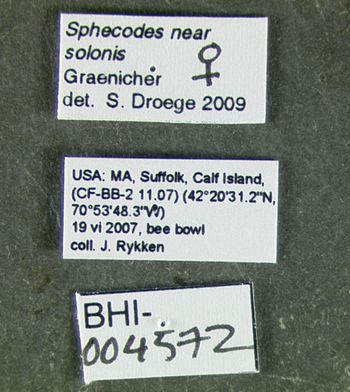 Sphecodes near
solonis
Graenicher ♀
det. S. Droege 2009
USA: MA, Suffolk, Calf Island,
(CF-BB-2 11.07) (42°20'31.2"N,
70°53'48.3"W)
19 vi 2007, bee bowl
coll. J. Rykken
BHI-
004572